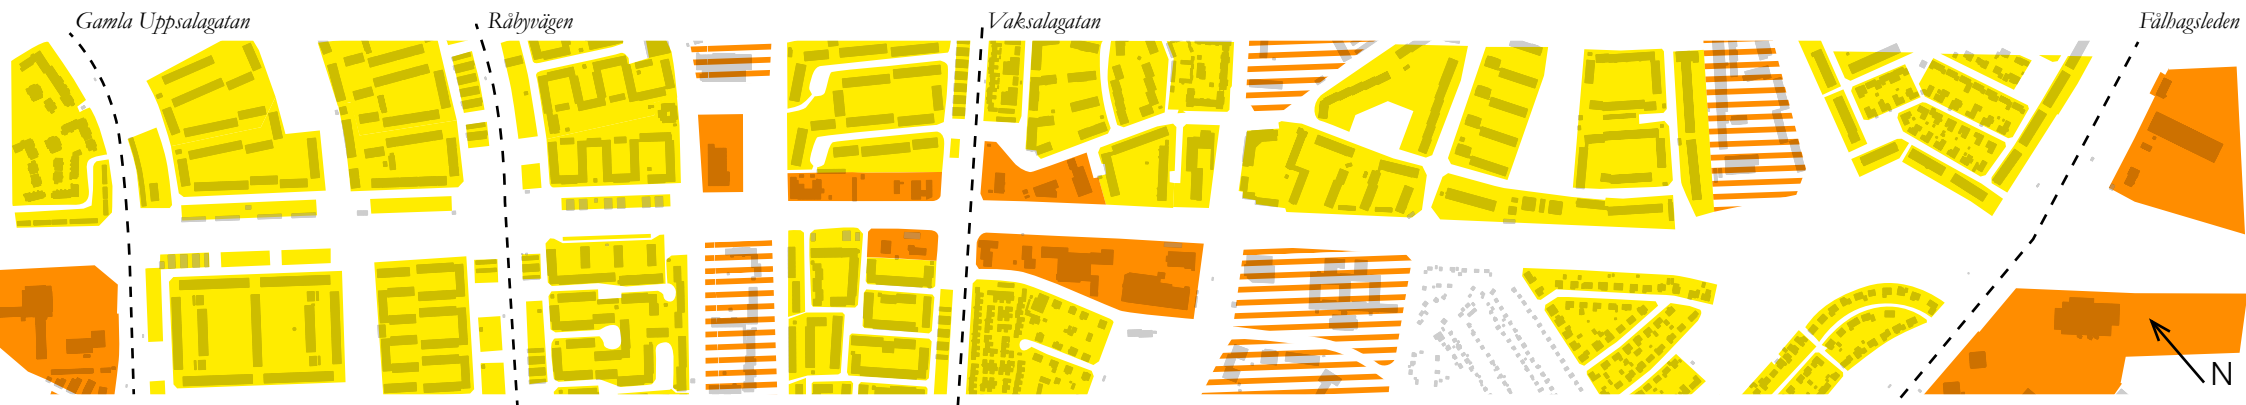 Gamla Uppsalagatan
Råbyvägen
Vaksalagatan
Fålhagsleden
N